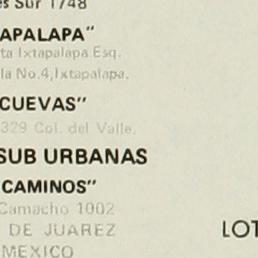 es Sur 1748
APALAPA"
ta Ixtapalapa Esq.
la No.4,Ixtapalapa.
CUEVAS"
329 Col. del Valle.
SUB URBANAS
CAMINOS"
Camacho 1002
DE JUAREZ
LOT
MEXICO